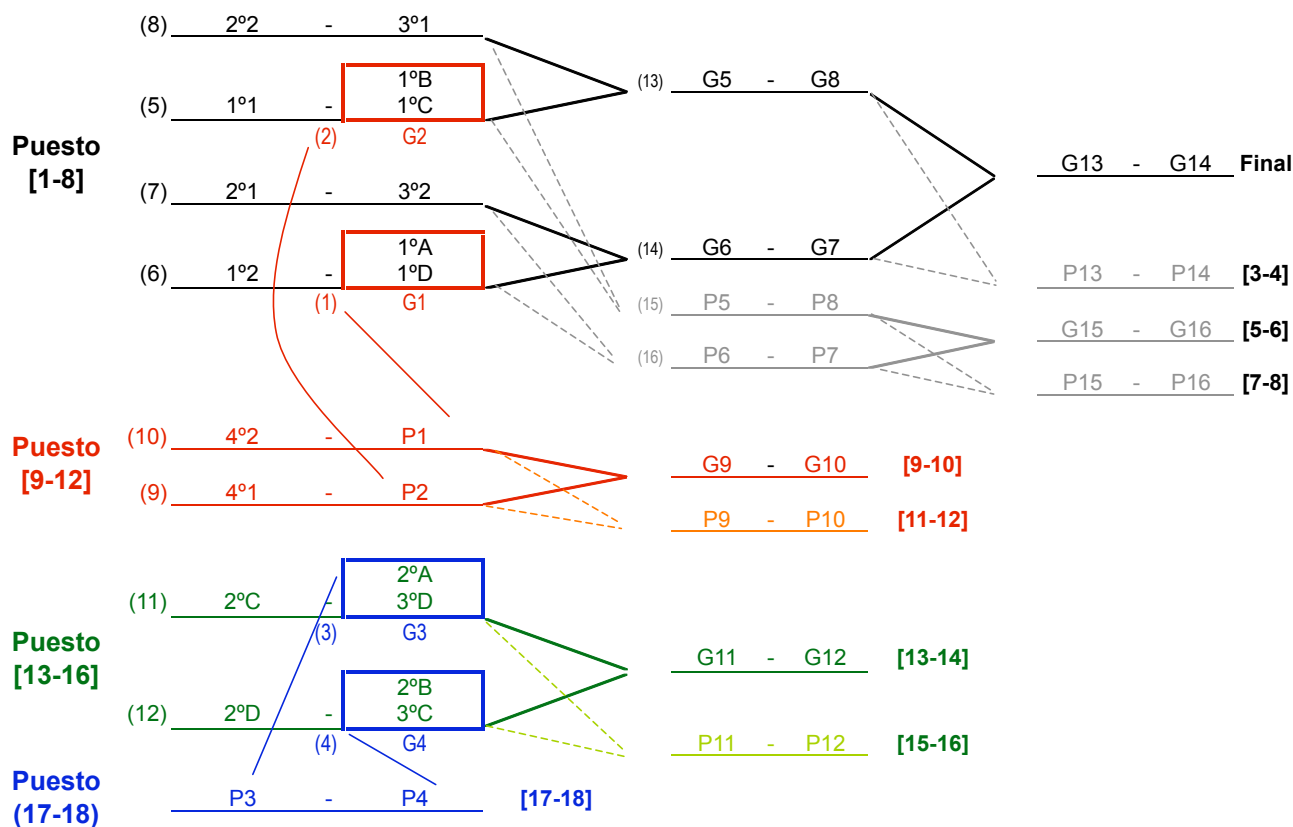 (8) 2º2 - 3º1
1ºB
(13) G5 - G8
(5) 1º1 - 1ºC
(2) G2
Puesto
[1-8]
G13 - G14 Final
(7) 2º1 - 3º2
1ºA
(14) G6 - G7
(6) 1º2 - 1ºD
P13 - P14 [3-4]
(1) G1
(15) P5 - P8
G15 - G16 [5-6]
(16) P6 - P7
P15 - P16 [7-8]
Puesto
[9-12]
(10) 4º2 - P1
G9 - G10 [9-10]
(9) 4º1 - P2
P9 - P10 [11-12]
2ºA
(11) 2ºC - 3ºD
(3) G3
Puesto
[13-16]
G11 - G12 [13-14]
2ºB
(12) 2ºD - 3ºC
(4) G4
P11 - P12 [15-16]
Puesto
(17-18)
P3 - P4 [17-18]